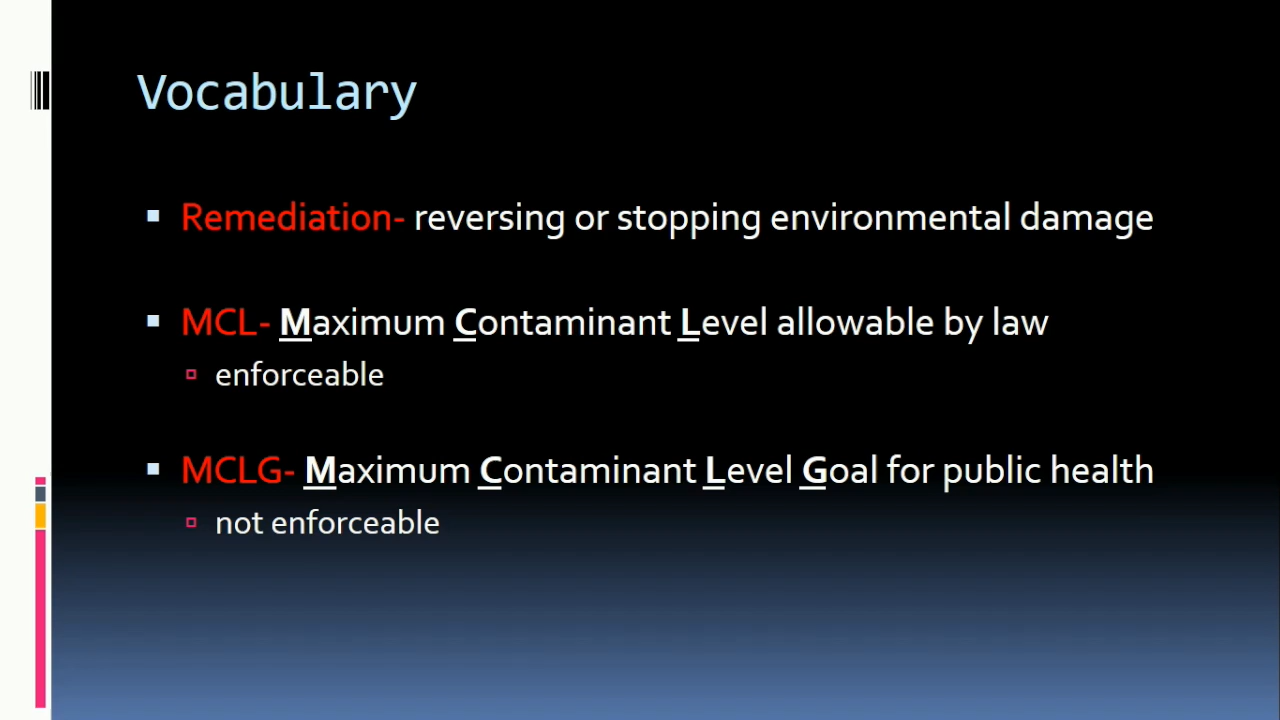 Vocabulary
Remediation- reversing or stopping environmental damage
MCL- Maximum Contaminant Level allowable by law
enforceable
MCLG- Maximum Contaminant Level Goal for public health
not enforceable